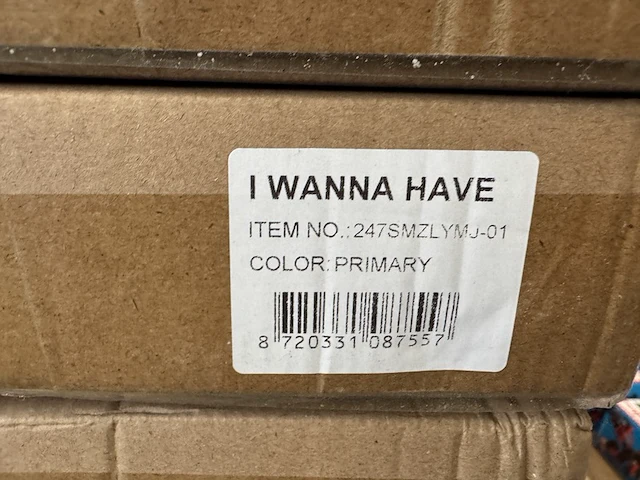 I WANNA HAVE
ITEM NO.:247SMZLYMJ-01
COLOR:PRIMARY
8 720331 087557